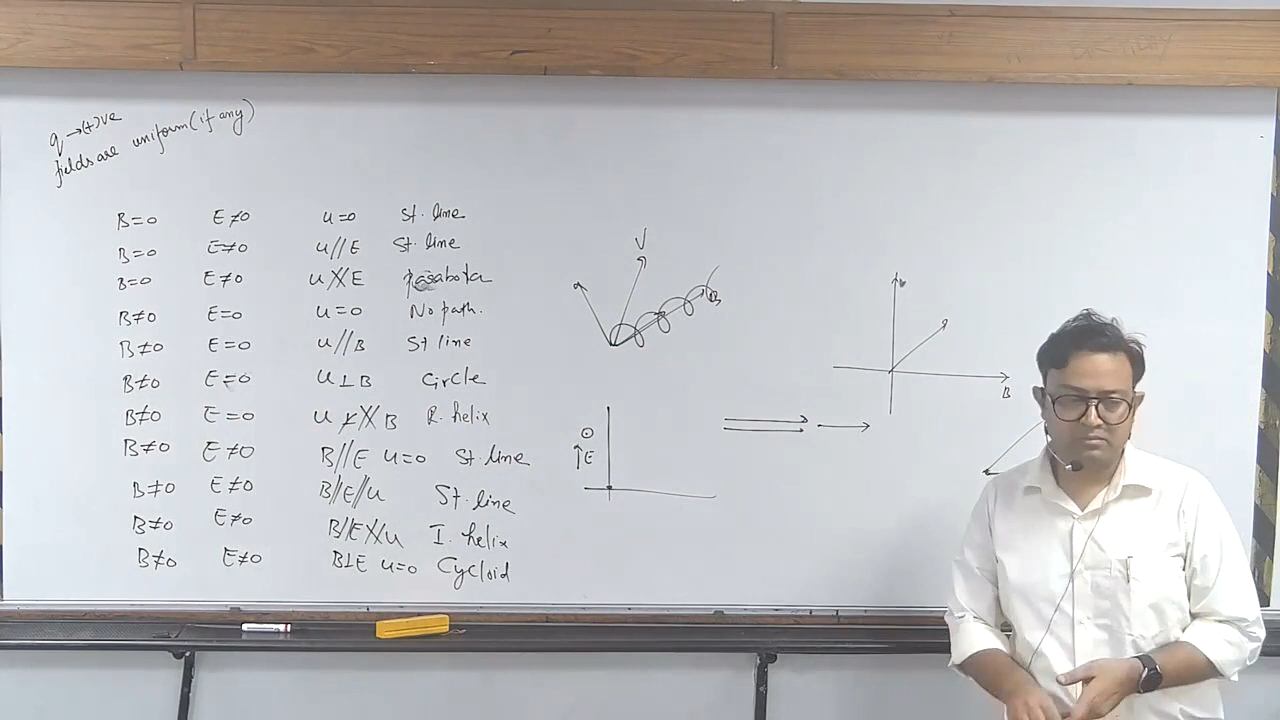 q → (+)ve
fields are uniform (if any)
B=0 E≠0 u=0 St. line
B=0 E≠0 u//E St. line
B=0 E≠0 u∦E parabola
B≠0 E=0 u=0 No path.
B≠0 E=0 u//B St line
B≠0 E=0 u⊥B Circle
B≠0 E=0 u⊥̸∦B R. helix
B≠0 E≠0 B//E u=0 St. line
B≠0 E≠0 B//E//u St. line
B≠0 E≠0 B//E∦u I. helix
B≠0 E≠0 B⊥E u=0 Cycloid
V
B
E
B